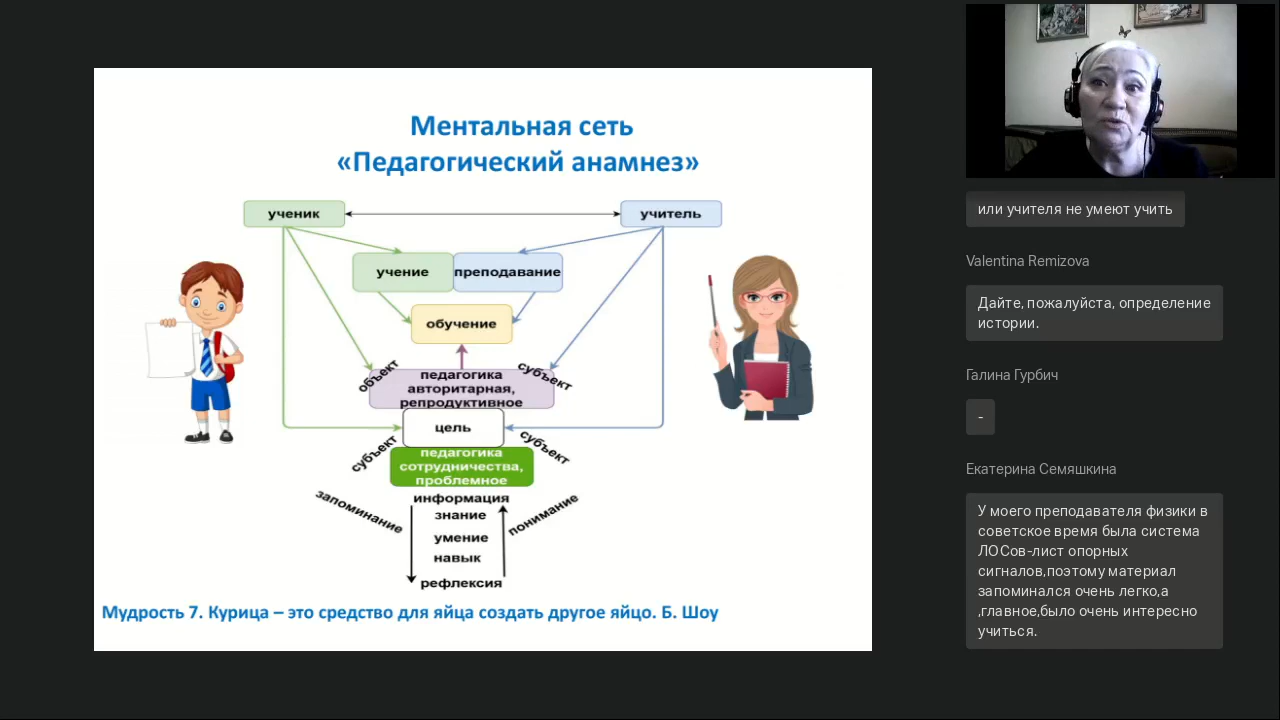 Ментальная сеть
«Педагогический анамнез»
ученик
учитель
учение
преподавание
обучение
объект
субъект
педагогика
авторитарная,
репродуктивное
цель
субъект
субъект
педагогика
сотрудничества,
проблемное
запоминание
информация
понимание
знание
умение
навык
рефлексия
Мудрость 7. Курица – это средство для яйца создать другое яйцо. Б. Шоу
или учителя не умеют учить
Valentina Remizova
Дайте, пожалуйста, определение
истории.
Галина Гурбич
-
Екатерина Семяшкина
У моего преподавателя физики в
советское время была система
ЛОСов-лист опорных
сигналов,поэтому материал
запоминался очень легко,а
,главное,было очень интересно
учиться.